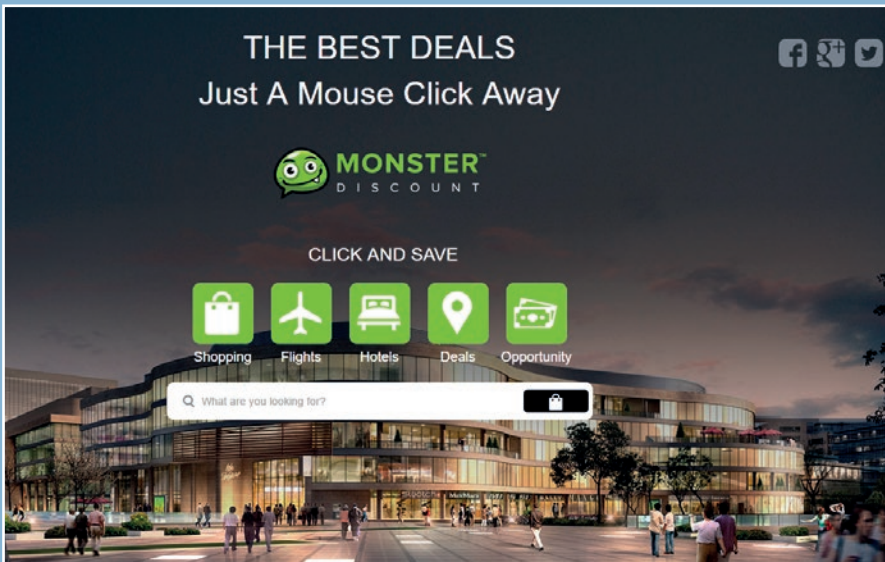 THE BEST DEALS
Just A Mouse Click Away
MONSTER™
DISCOUNT
CLICK AND SAVE
Shopping Flights Hotels Deals Opportunity
What are you looking for?